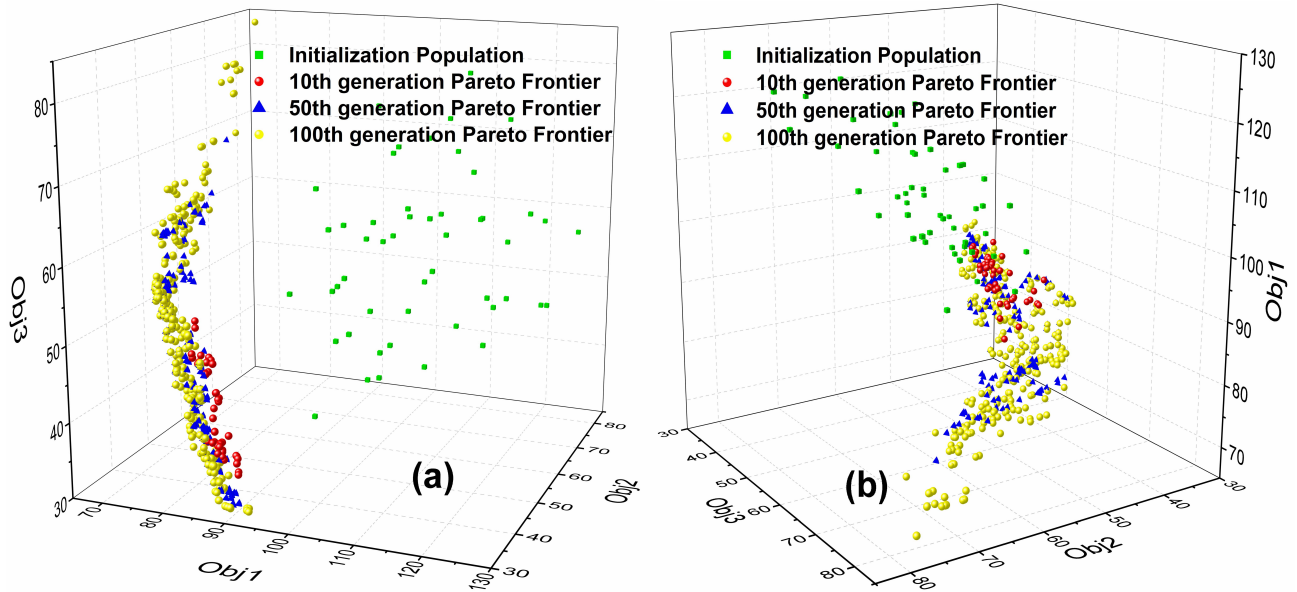 (a)
Initialization Population
10th generation Pareto Frontier
50th generation Pareto Frontier
100th generation Pareto Frontier
80
70
60
50
40
30
Obj3
70
80
90
100
110
120
130
Obj1
30
40
50
60
70
80
Obj2
(b)
Initialization Population
10th generation Pareto Frontier
50th generation Pareto Frontier
100th generation Pareto Frontier
130
120
110
100
90
80
70
Obj1
30
40
50
60
70
80
Obj3
80
70
60
50
40
30
Obj2